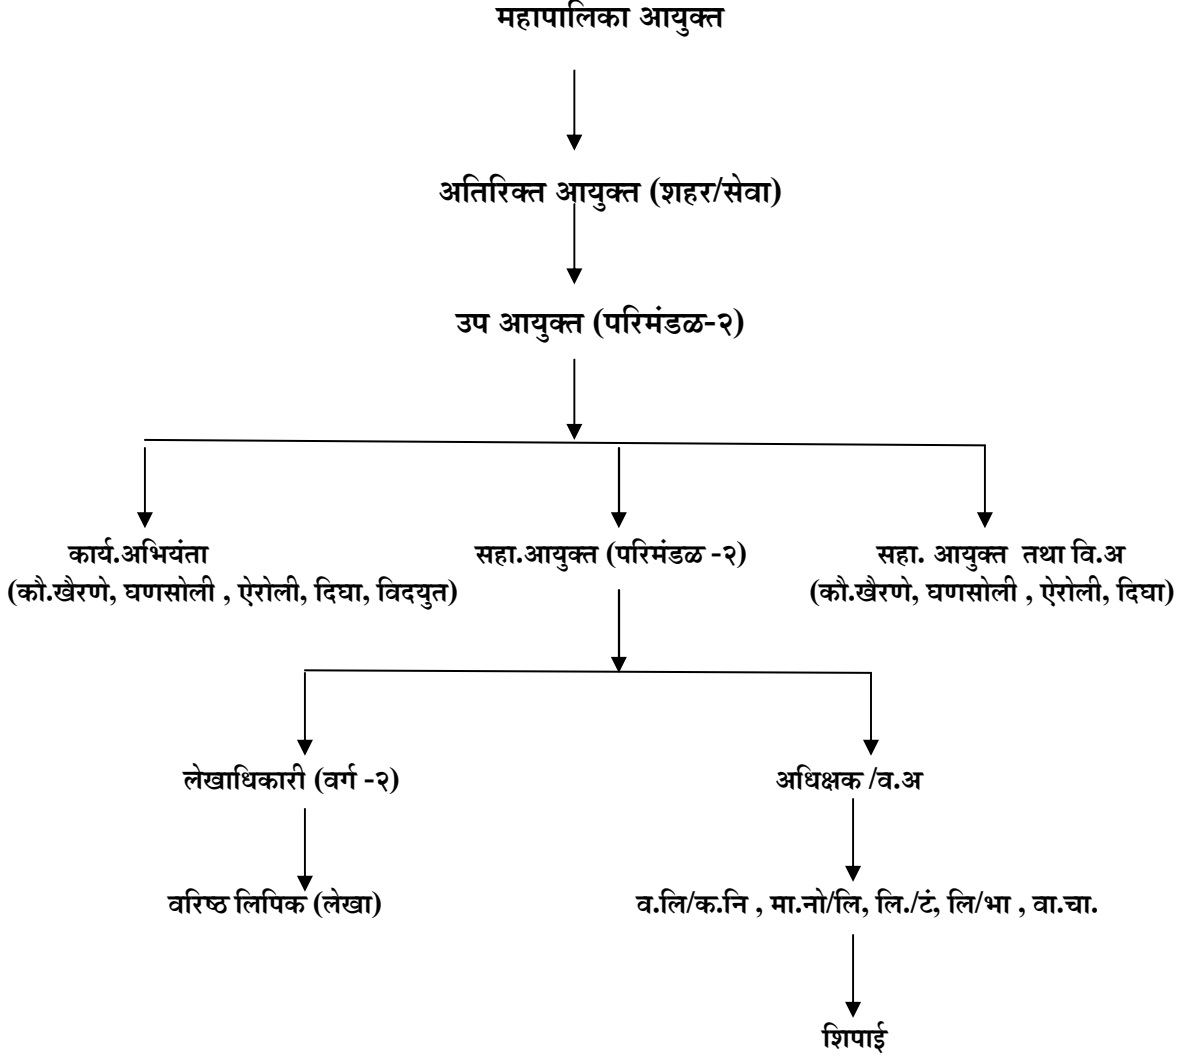 महापालिका आयुक्त
अतिरिक्त आयुक्त (शहर/सेवा)
उप आयुक्त (परिमंडळ-२)
कार्य.अभियंता
(कौ.खैरणे, घणसोली , ऐरोली, दिघा, विदयुत)
सहा.आयुक्त (परिमंडळ -२)
सहा. आयुक्त तथा वि.अ
(कौ.खैरणे, घणसोली , ऐरोली, दिघा)
लेखाधिकारी (वर्ग -२)
अधिक्षक /व.अ
वरिष्ठ लिपिक (लेखा)
व.लि/क.नि , मा.नो/लि, लि./टं, लि/भा , वा.चा.
शिपाई